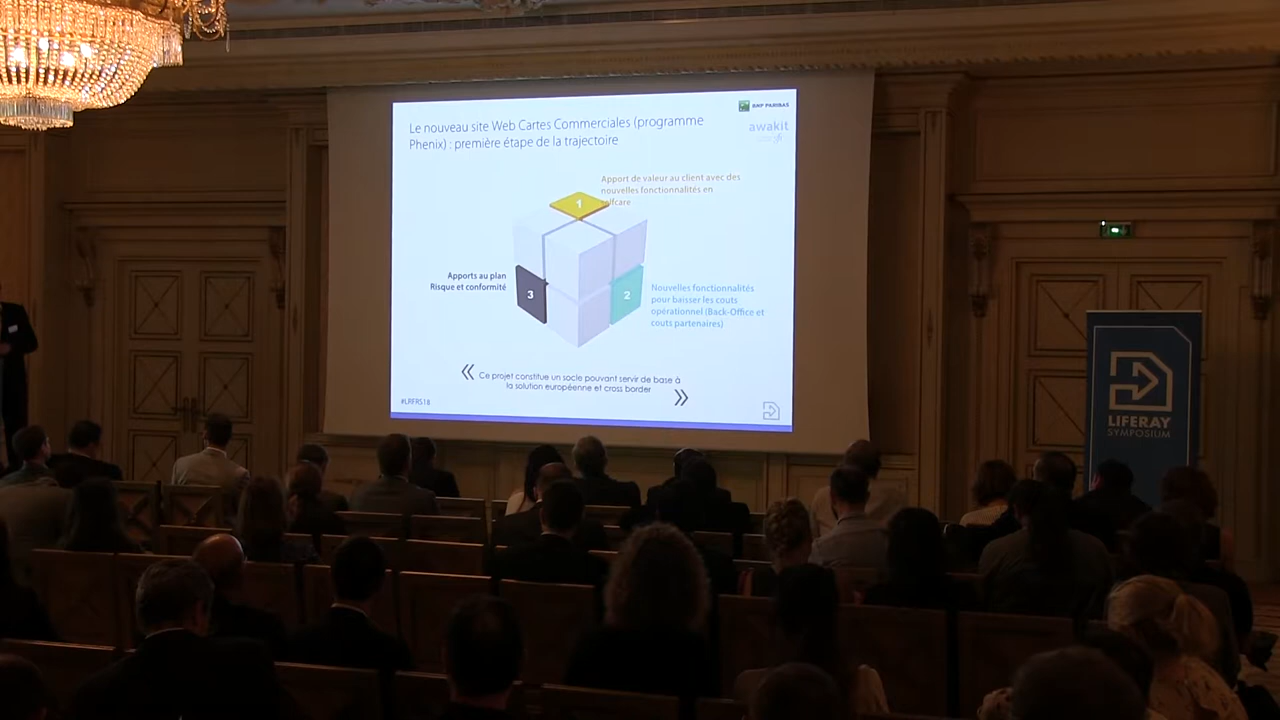 Le nouveau site Web Cartes Commerciales (programme
Phenix) : première étape de la trajectoire
BNP PARIBAS
awakit
Apport de valeur au client avec des
nouvelles fonctionnalités en
selfcare
1
Apports au plan
Risque et conformité
3
2
Nouvelles fonctionnalités
pour baisser les couts
opérationnel (Back-Office et
couts partenaires)
« Ce projet constitue un socle pouvant servir de base à
la solution européenne et cross border »
#LRFRS18
LIFERAY
SYMPOSIUM